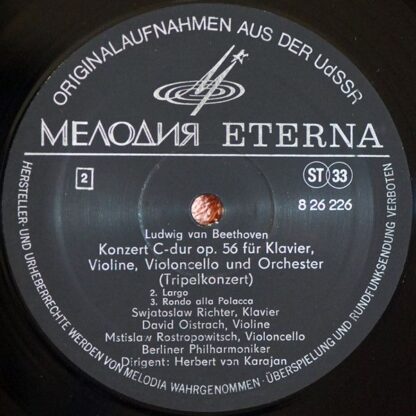 ORIGINALAUFNAHMEN AUS DER UdSSR
МЕЛОДИЯ ETERNA
2
ST 33
8 26 226
Ludwig van Beethoven
Konzert C-dur op. 56 für Klavier,
Violine, Violoncello und Orchester
(Tripelkonzert)
2. Largo
3. Rondo alla Polacca
Swjatoslaw Richter, Klavier
David Oistrach, Violine
Mstislaw Rostropowitsch, Violoncello
Berliner Philharmoniker
Dirigent: Herbert von Karajan
HERSTELLER- UND URHEBERRECHTE WERDEN VON MELODIA WAHRGENOMMEN · ÜBERSPIELUNG UND RUNDFUNKSENDUNG VERBOTEN